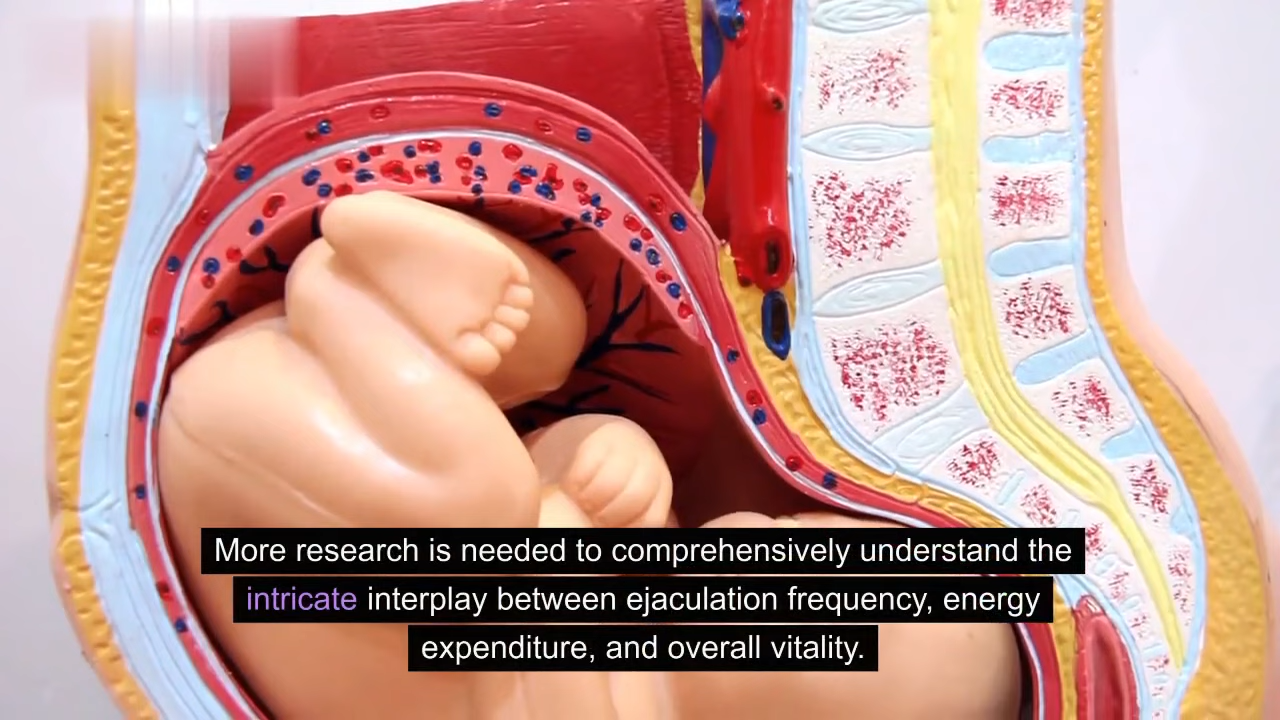 More research is needed to comprehensively understand the
intricate interplay between ejaculation frequency, energy
expenditure, and overall vitality.